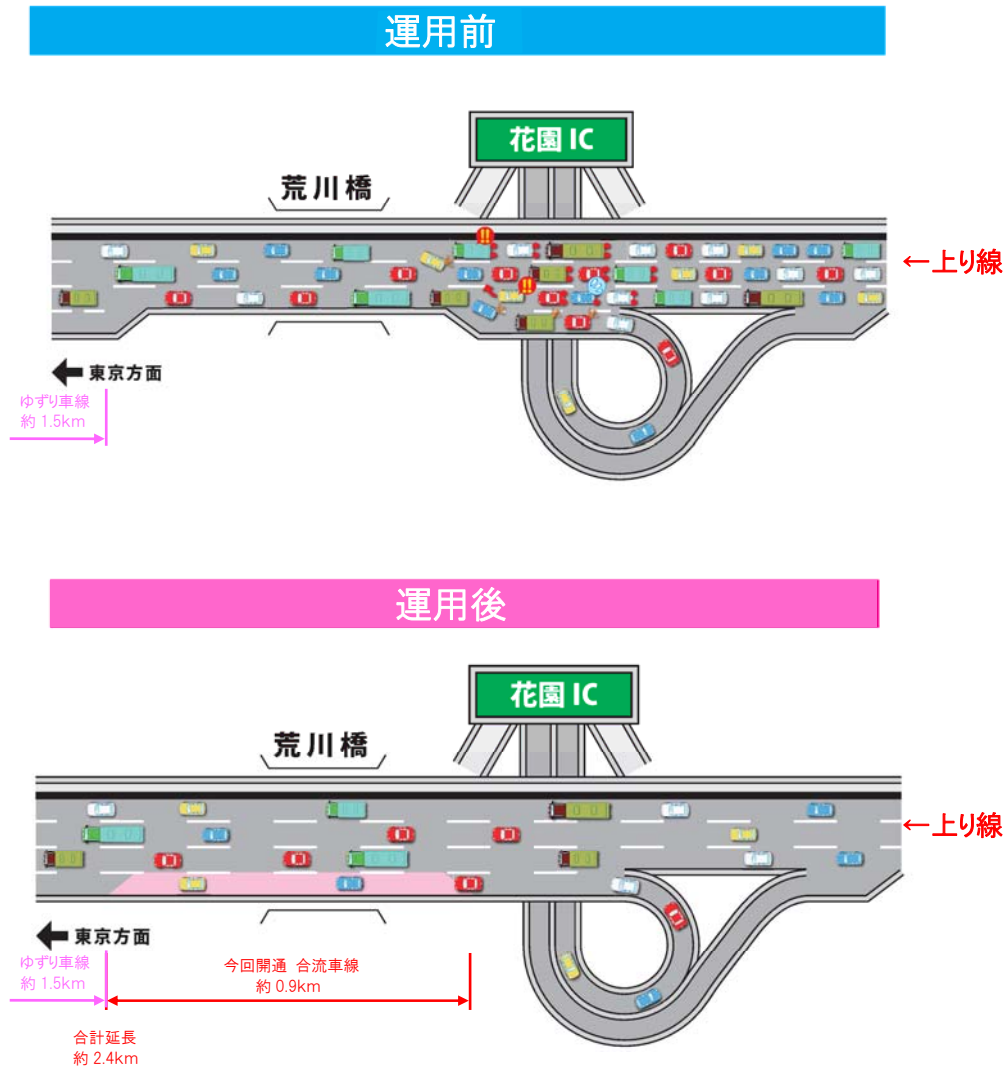 運用前
花園 IC
荒川橋
←上り線
東京方面
ゆずり車線
約 1.5km
運用後
花園 IC
荒川橋
←上り線
東京方面
ゆずり車線
約 1.5km
今回開通 合流車線
約 0.9km
合計延長
約 2.4km